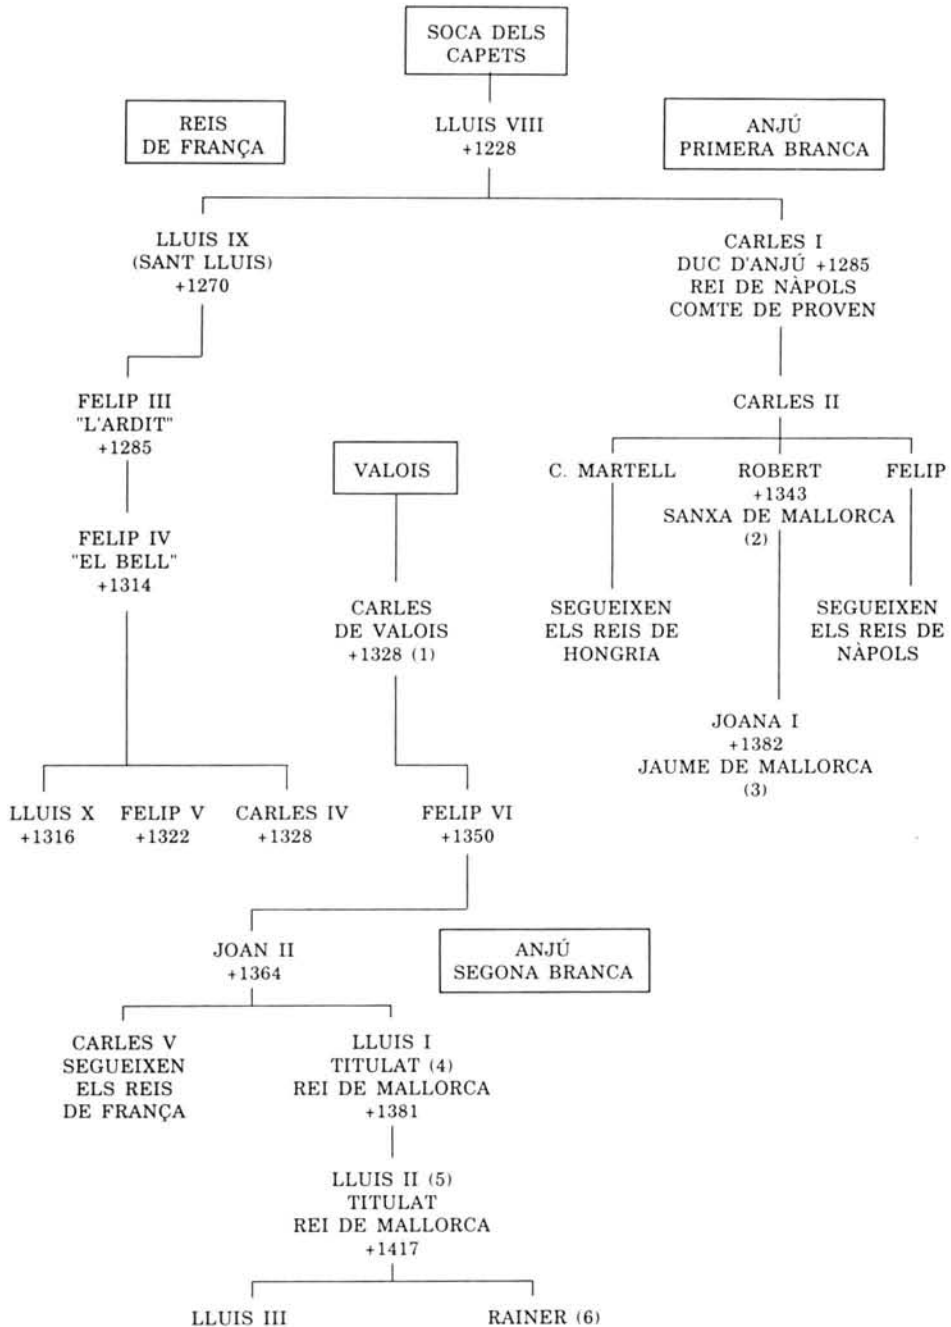 SOCA DELS
CAPETS
REIS
DE FRANÇA
LLUIS VIII
+1228
ANJÚ
PRIMERA BRANCA
LLUIS IX
(SANT LLUIS)
+1270
CARLES I
DUC D'ANJÚ +1285
REI DE NÀPOLS
COMTE DE PROVEN
FELIP III
"L'ARDIT"
+1285
CARLES II
VALOIS
C. MARTELL
ROBERT
+1343
SANXA DE MALLORCA
(2)
FELIP
FELIP IV
"EL BELL"
+1314
CARLES
DE VALOIS
+1328 (1)
SEGUEIXEN
ELS REIS DE
HONGRIA
SEGUEIXEN
ELS REIS DE
NÀPOLS
JOANA I
+1382
JAUME DE MALLORCA
(3)
LLUIS X
+1316
FELIP V
+1322
CARLES IV
+1328
FELIP VI
+1350
JOAN II
+1364
ANJÚ
SEGONA BRANCA
CARLES V
SEGUEIXEN
ELS REIS
DE FRANÇA
LLUIS I
TITULAT (4)
REI DE MALLORCA
+1381
LLUIS II (5)
TITULAT
REI DE MALLORCA
+1417
LLUIS III
RAINER (6)